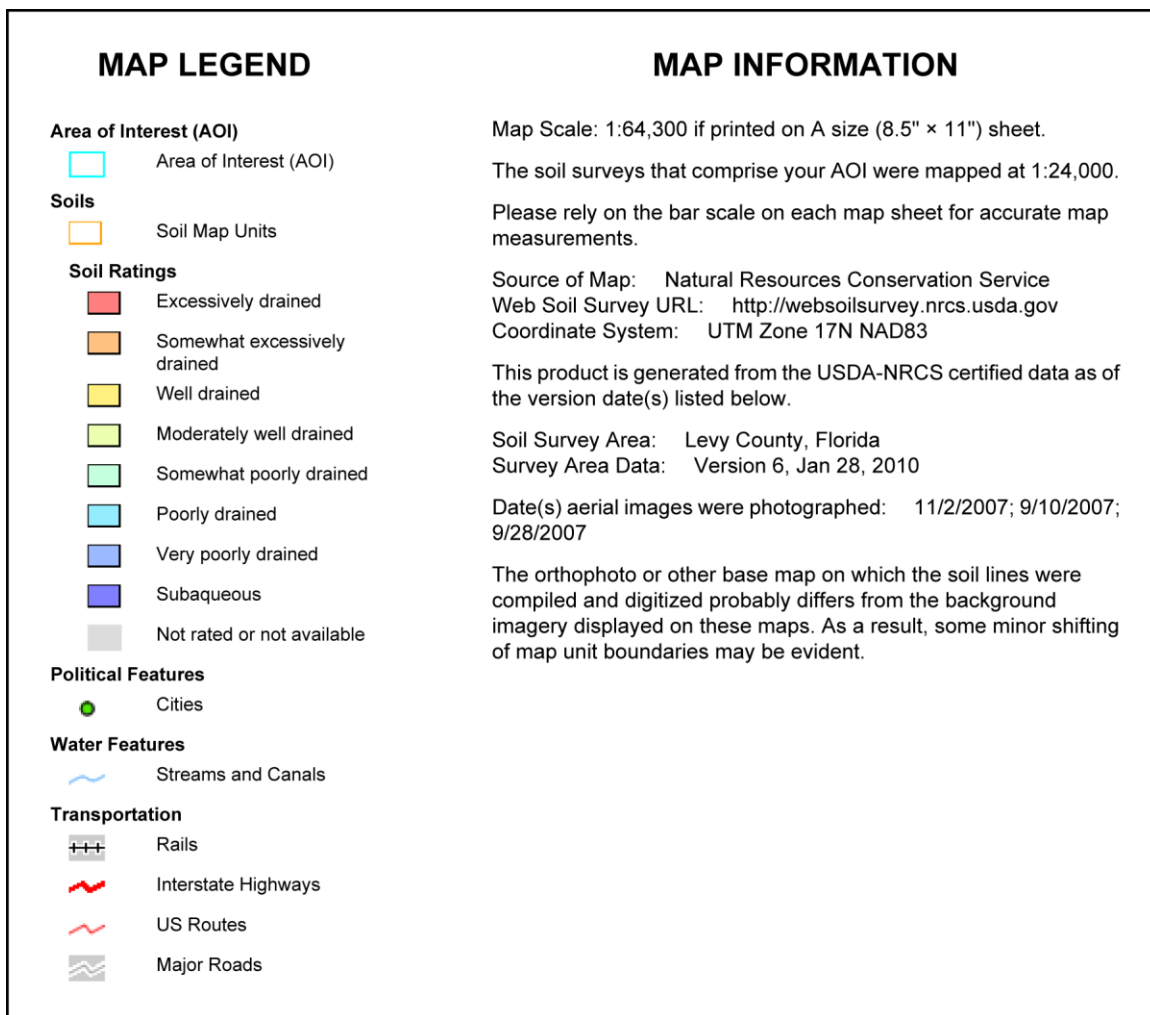 MAP LEGEND
Area of Interest (AOI)
Area of Interest (AOI)
Soils
Soil Map Units
Soil Ratings
Excessively drained
Somewhat excessively
drained
Well drained
Moderately well drained
Somewhat poorly drained
Poorly drained
Very poorly drained
Subaqueous
Not rated or not available
Political Features
Cities
Water Features
Streams and Canals
Transportation
Rails
Interstate Highways
US Routes
Major Roads
MAP INFORMATION
Map Scale: 1:64,300 if printed on A size (8.5" × 11") sheet.
The soil surveys that comprise your AOI were mapped at 1:24,000.
Please rely on the bar scale on each map sheet for accurate map
measurements.
Source of Map: Natural Resources Conservation Service
Web Soil Survey URL: http://websoilsurvey.nrcs.usda.gov
Coordinate System: UTM Zone 17N NAD83
This product is generated from the USDA-NRCS certified data as of
the version date(s) listed below.
Soil Survey Area: Levy County, Florida
Survey Area Data: Version 6, Jan 28, 2010
Date(s) aerial images were photographed: 11/2/2007; 9/10/2007;
9/28/2007
The orthophoto or other base map on which the soil lines were
compiled and digitized probably differs from the background
imagery displayed on these maps. As a result, some minor shifting
of map unit boundaries may be evident.